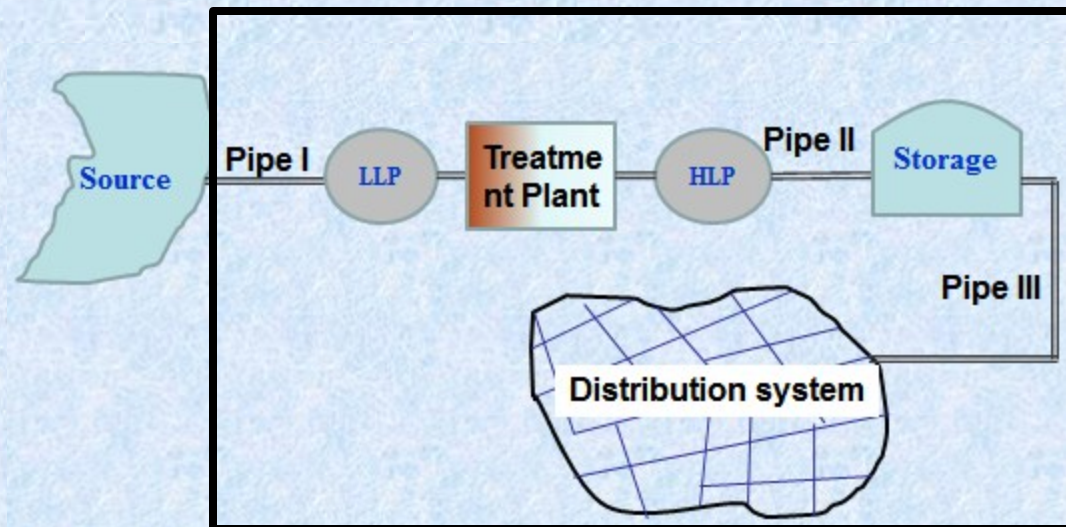 Source
Pipe I
LLP
Treatme
nt Plant
HLP
Pipe II
Storage
Pipe III
Distribution system